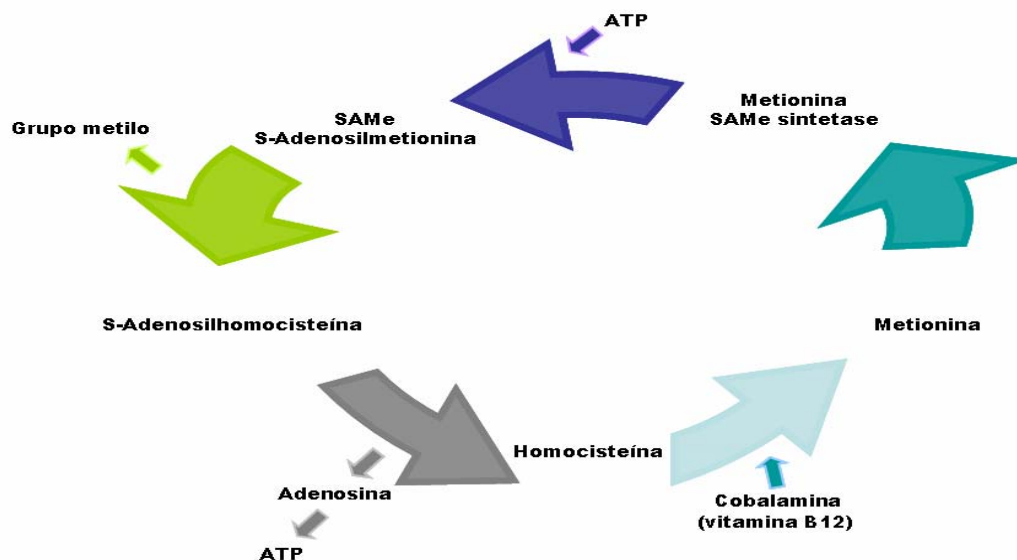 ATP
Metionina
SAMe sintetase
SAMe
S-Adenosilmetionina
Grupo metilo
S-Adenosilhomocisteína
Metionina
Homocisteína
Adenosina
Cobalamina
(vitamina B12)
ATP